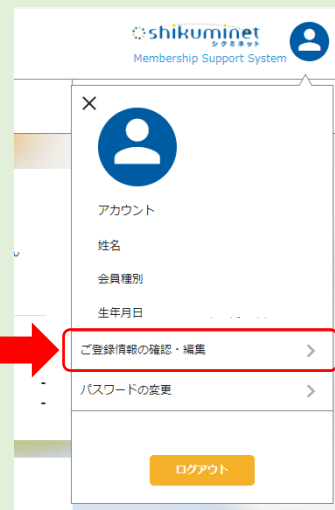 shikuminet
シクミネット
Membership Support System
×
アカウント
姓名
会員種別
生年月日
ご登録情報の確認・編集
パスワードの変更
ログアウト